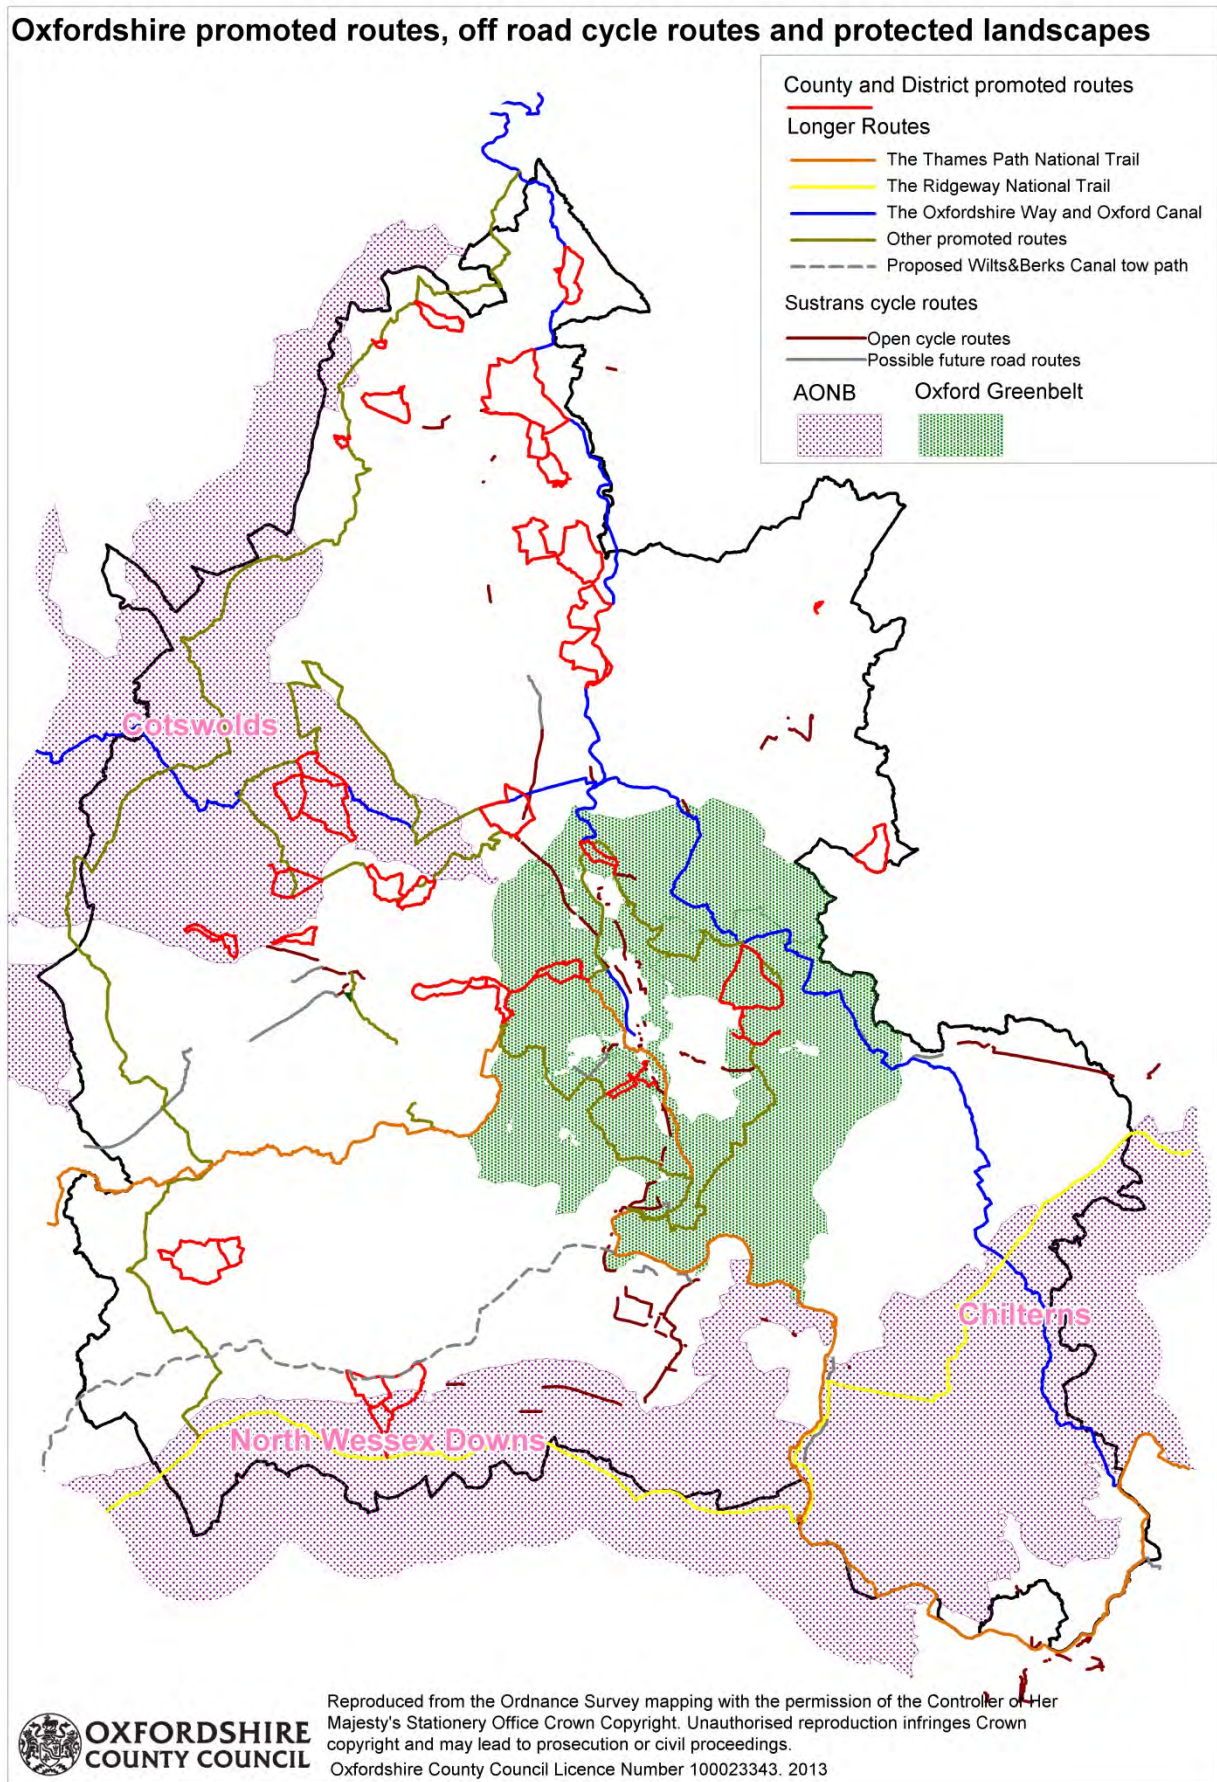 Oxfordshire promoted routes, off road cycle routes and protected landscapes
County and District promoted routes
Longer Routes
The Thames Path National Trail
The Ridgeway National Trail
The Oxfordshire Way and Oxford Canal
Other promoted routes
Proposed Wilts&Berks Canal tow path
Sustrans cycle routes
Open cycle routes
Possible future road routes
AONB Oxford Greenbelt
Cotswolds
Chilterns
North Wessex Downs
OXFORDSHIRE
COUNTY COUNCIL
Reproduced from the Ordnance Survey mapping with the permission of the Controller of Her
Majesty's Stationery Office Crown Copyright. Unauthorised reproduction infringes Crown
copyright and may lead to prosecution or civil proceedings.
Oxfordshire County Council Licence Number 100023343. 2013